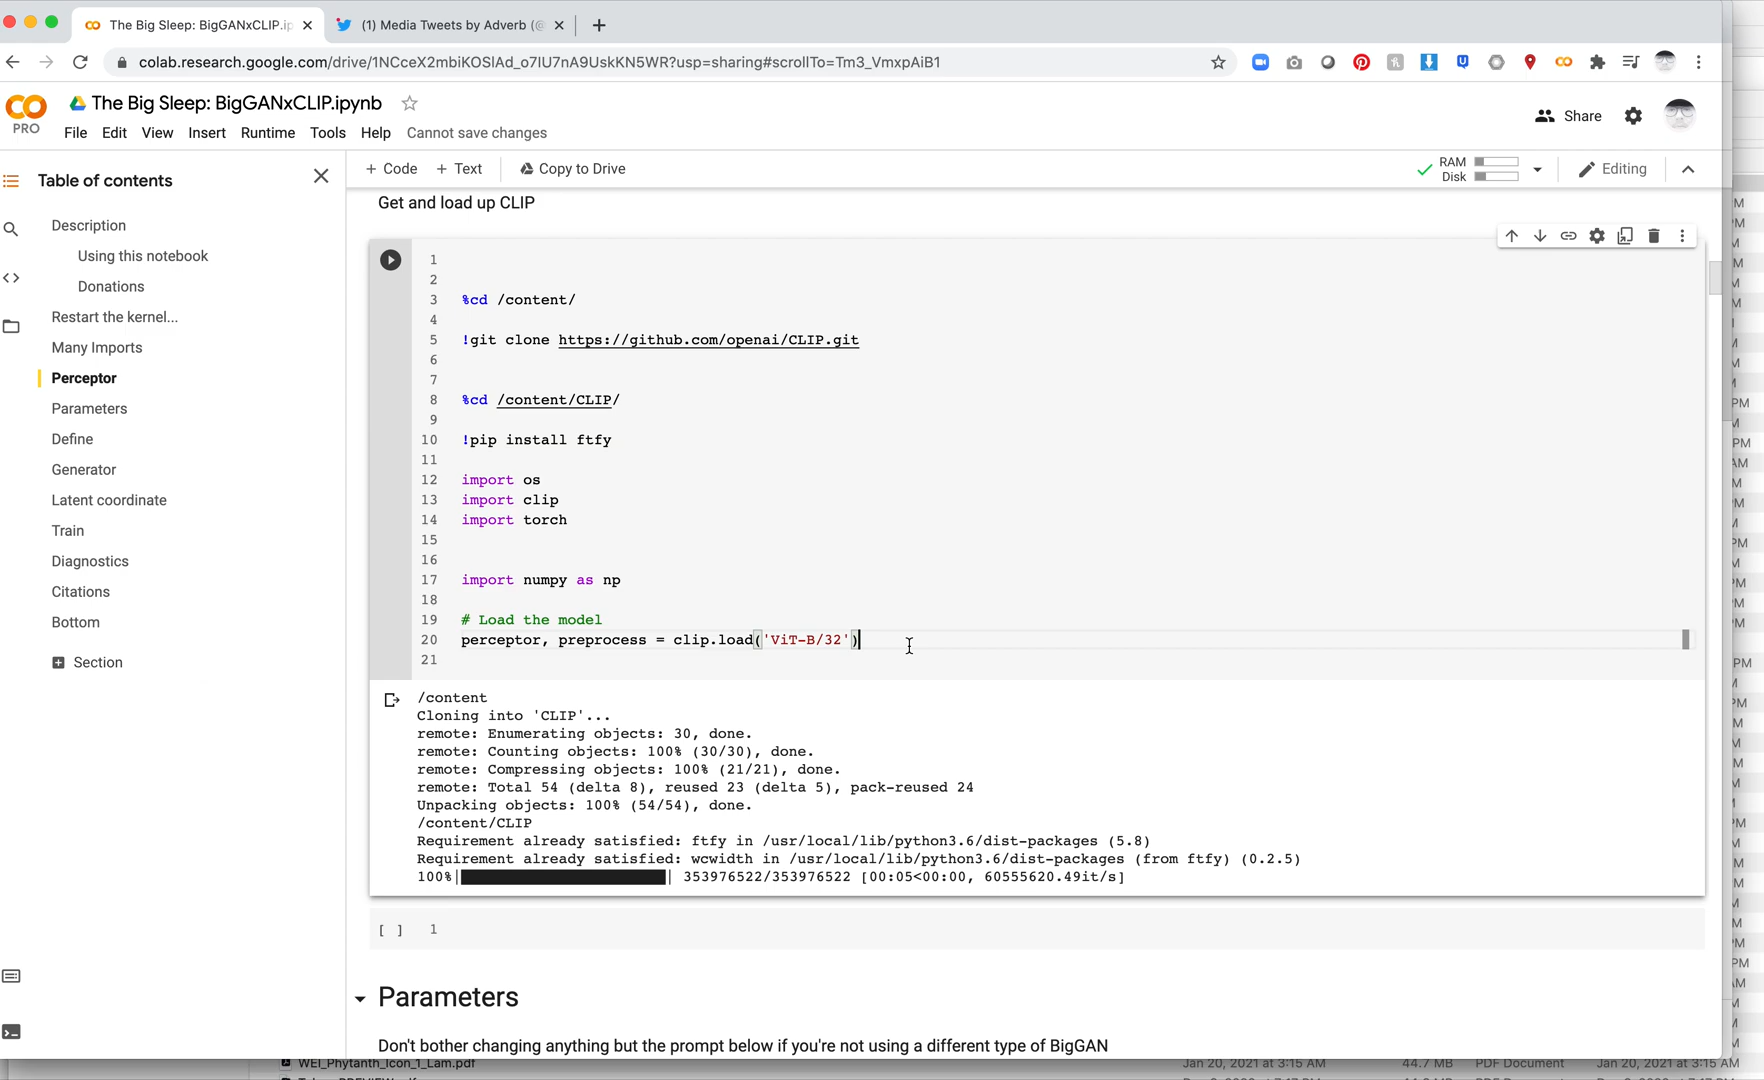 The Big Sleep: BigGANxCLIP.ip
(1) Media Tweets by Adverb (@
colab.research.google.com/drive/1NCceX2mbiKOSlAd_o7IU7nA9UskKN5WR?usp=sharing#scrollTo=Tm3_VmxpAiB1
PRO
The Big Sleep: BigGANxCLIP.ipynb
File Edit View Insert Runtime Tools Help Cannot save changes
Share
Table of contents
+ Code + Text Copy to Drive
RAM
Disk
Editing
Description
Using this notebook
Donations
Restart the kernel...
Many Imports
Perceptor
Parameters
Define
Generator
Latent coordinate
Train
Diagnostics
Citations
Bottom
Section
Get and load up CLIP
1
2
3 %cd /content/
4
5 !git clone https://github.com/openai/CLIP.git
6
7
8 %cd /content/CLIP/
9
10 !pip install ftfy
11
12 import os
13 import clip
14 import torch
15
16
17 import numpy as np
18
19 # Load the model
20 perceptor, preprocess = clip.load('ViT-B/32')
21
/content
Cloning into 'CLIP'...
remote: Enumerating objects: 30, done.
remote: Counting objects: 100% (30/30), done.
remote: Compressing objects: 100% (21/21), done.
remote: Total 54 (delta 8), reused 23 (delta 5), pack-reused 24
Unpacking objects: 100% (54/54), done.
/content/CLIP
Requirement already satisfied: ftfy in /usr/local/lib/python3.6/dist-packages (5.8)
Requirement already satisfied: wcwidth in /usr/local/lib/python3.6/dist-packages (from ftfy) (0.2.5)
100%| | 353976522/353976522 [00:05<00:00, 60555620.49it/s]
[ ] 1
Parameters
Don't bother changing anything but the prompt below if you're not using a different type of BigGAN
WEI_Phytanth_Icon_1_Lam.pdf Jan 20, 2021 at 3:15 AM 44.7 MB PDF Document Jan 20, 2021 at 3:15 AM